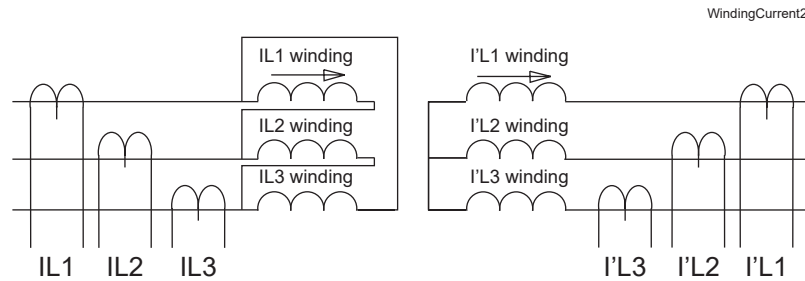 WindingCurrent2
IL1 winding
I'L1 winding
IL2 winding
I'L2 winding
IL3 winding
I'L3 winding
IL1 IL2 IL3 I'L3 I'L2 I'L1